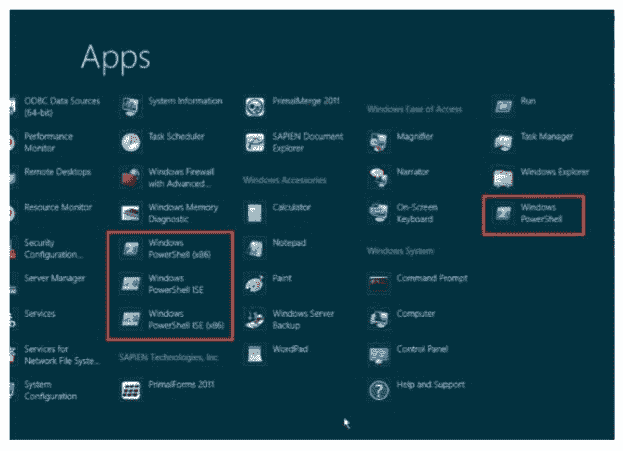 Apps
ODBC Data Sources
(64-bit)
Performance
Monitor
Remote Desktops
Resource Monitor
Security
Configuration...
Server Manager
Services
Services for
Network File Syste...
System
Configuration
System Information
Task Scheduler
Windows Firewall
with Advanced...
Windows Memory
Diagnostic
Windows
PowerShell (x86)
Windows
PowerShell ISE
Windows
PowerShell ISE (x86)
SAPIEN Technologies, Inc
PrimalForms 2011
PrimalMerge 2011
SAPIEN Document
Explorer
Windows Accessories
Calculator
Notepad
Paint
Windows Server
Backup
WordPad
Windows Ease of Access
Magnifier
Narrator
On-Screen
Keyboard
Windows System
Command Prompt
Computer
Control Panel
Help and Support
Run
Task Manager
Windows Explorer
Windows
PowerShell